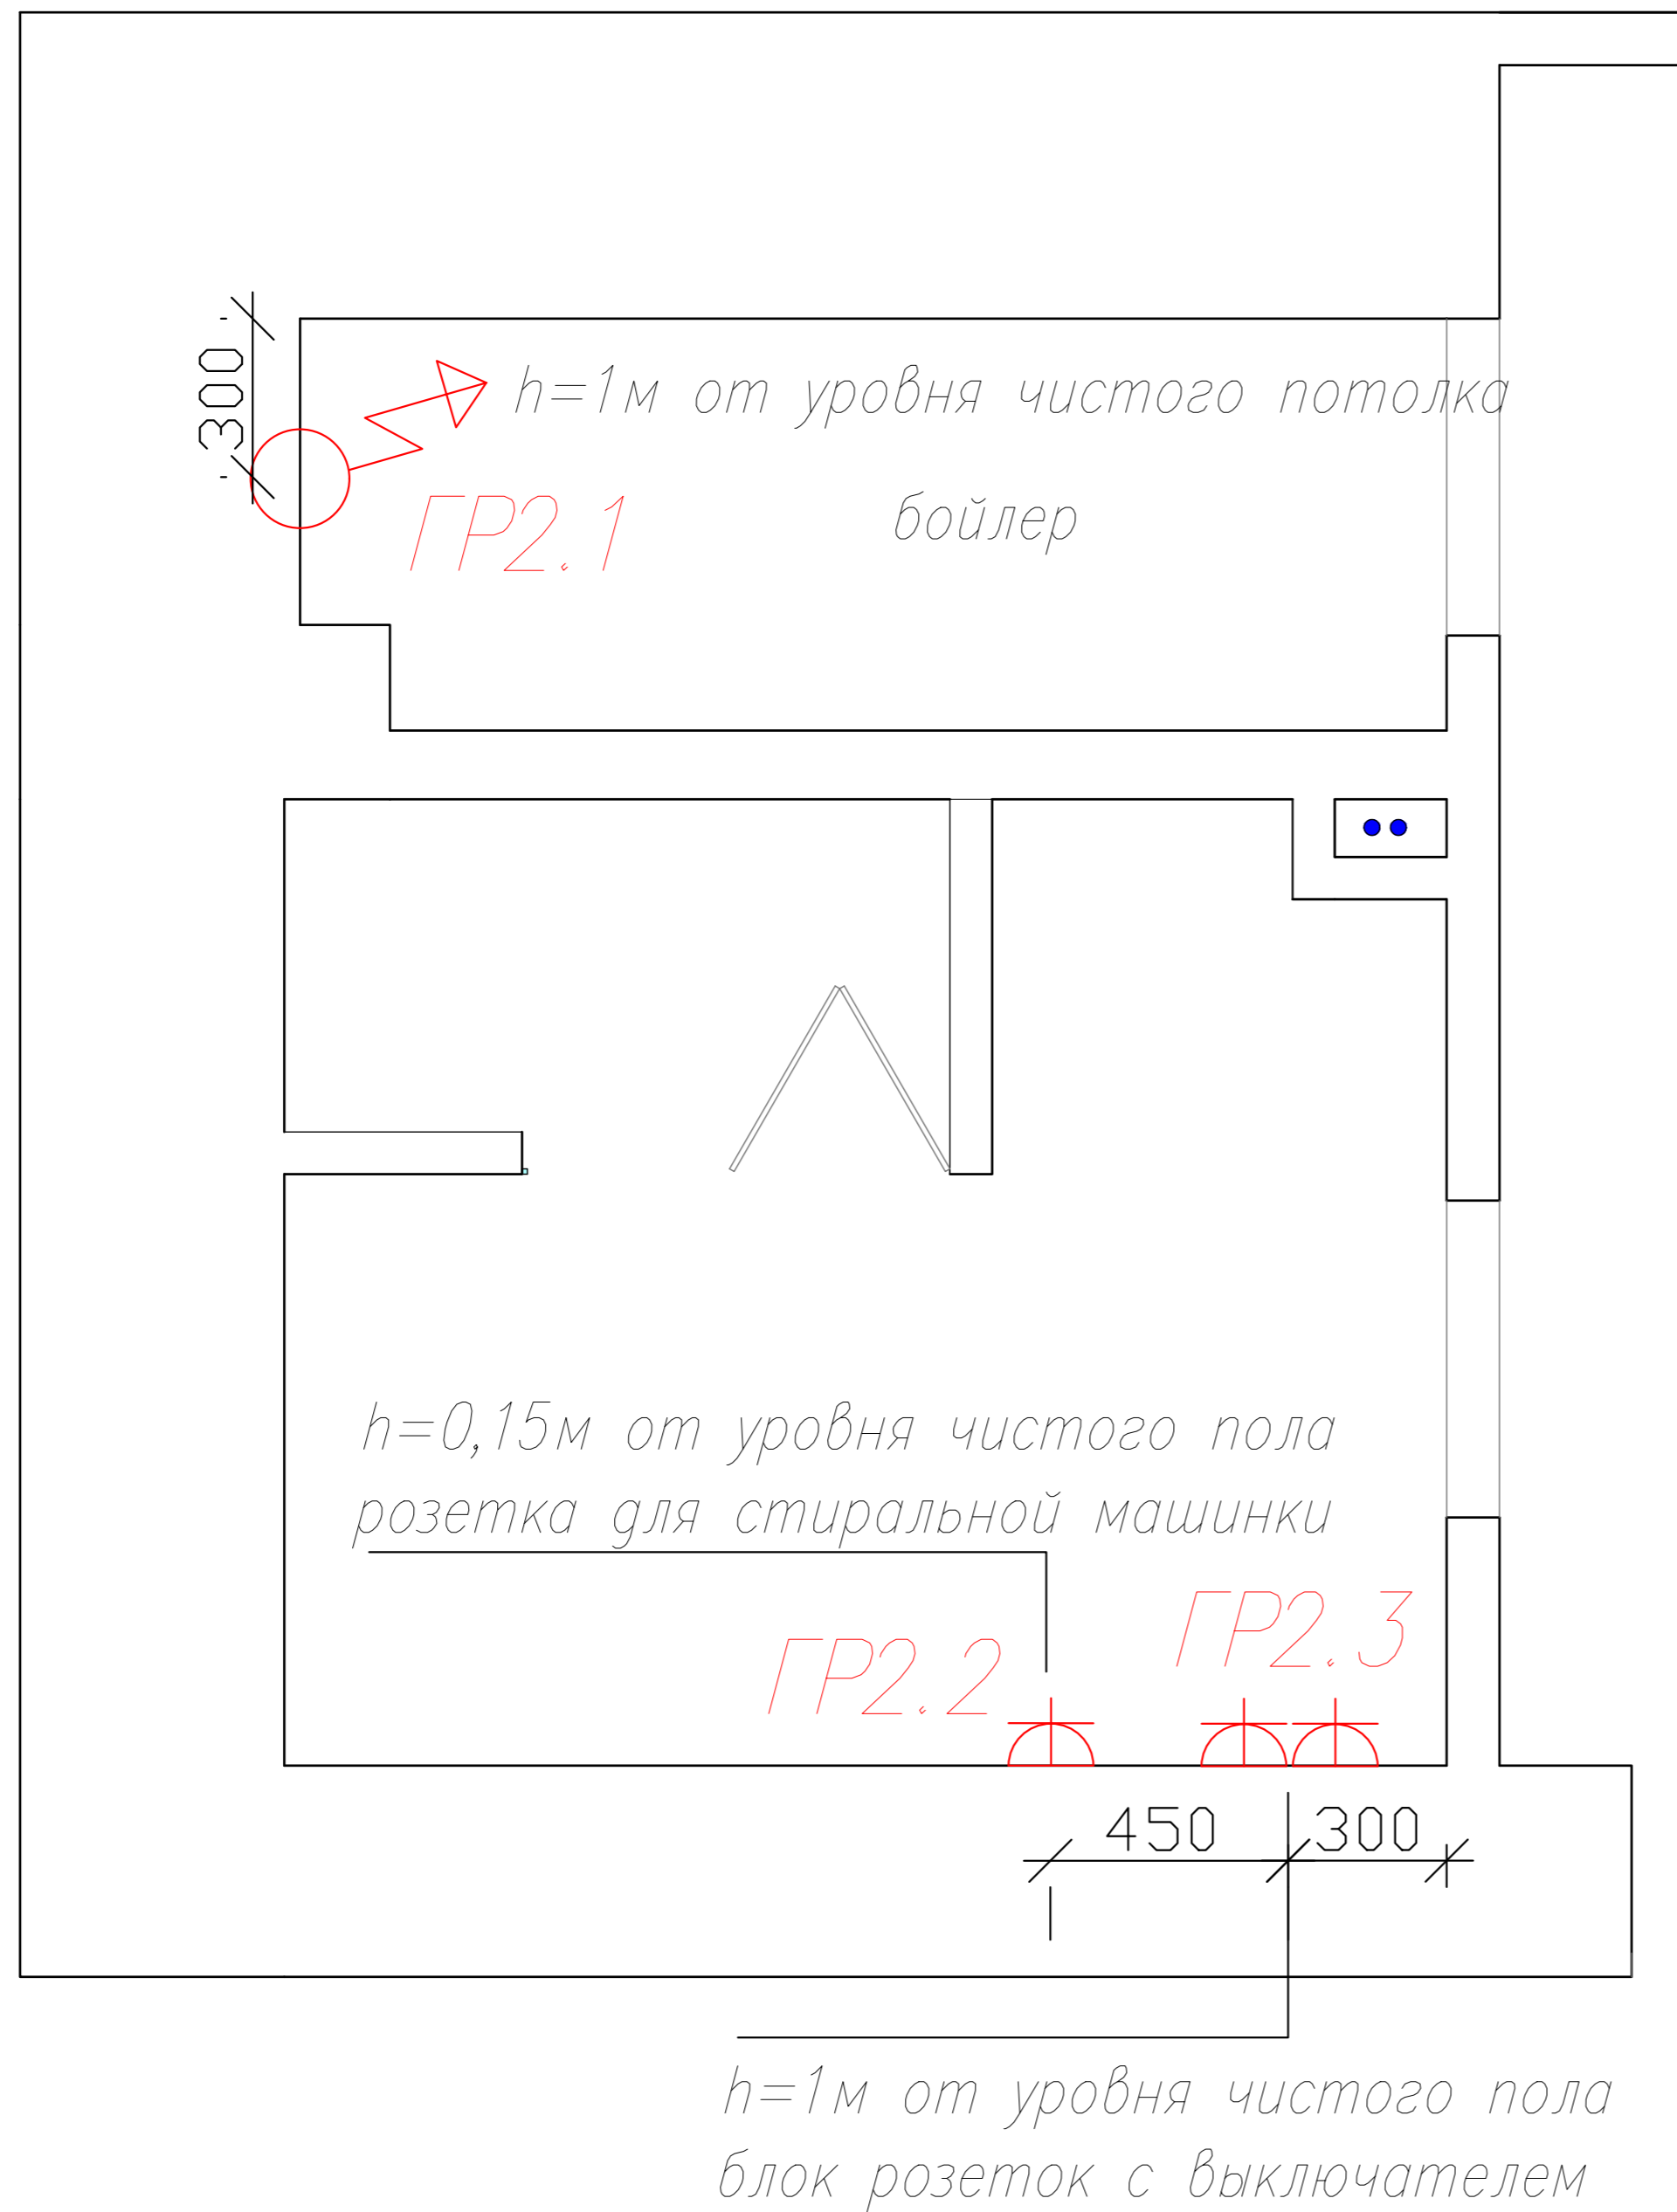 300
h=1м от уровня чистого потолка
ГР2.1
бойлер
h=0,15м от уровня чистого пола
розетка для стиральной машинки
ГР2.2
ГР2.3
450
300
h=1м от уровня чистого пола
блок розеток с выключателем